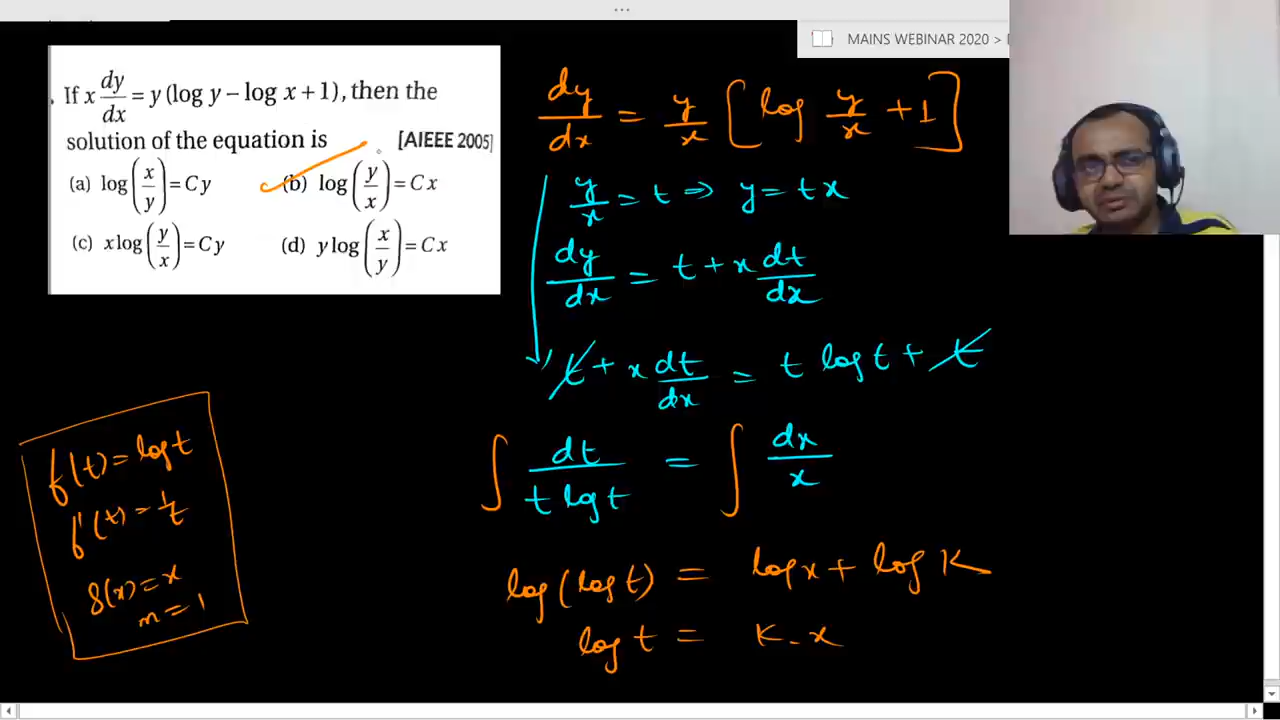 MAINS WEBINAR 2020 >
If x dy/dx = y (log y − log x + 1), then the
solution of the equation is [AIEEE 2005]
(a) log(x/y) = Cy (b) log(y/x) = Cx
(c) x log(y/x) = Cy (d) y log(x/y) = Cx
dy/dx = y/x [log y/x + 1]
y/x = t ⇒ y = tx
dy/dx = t + x dt/dx
t + x dt/dx = t log t + t
∫ dt/(t log t) = ∫ dx/x
log(log t) = log x + log K
log t = K . x
f(t) = log t
f'(t) = 1/t
g(x) = x
n = 1